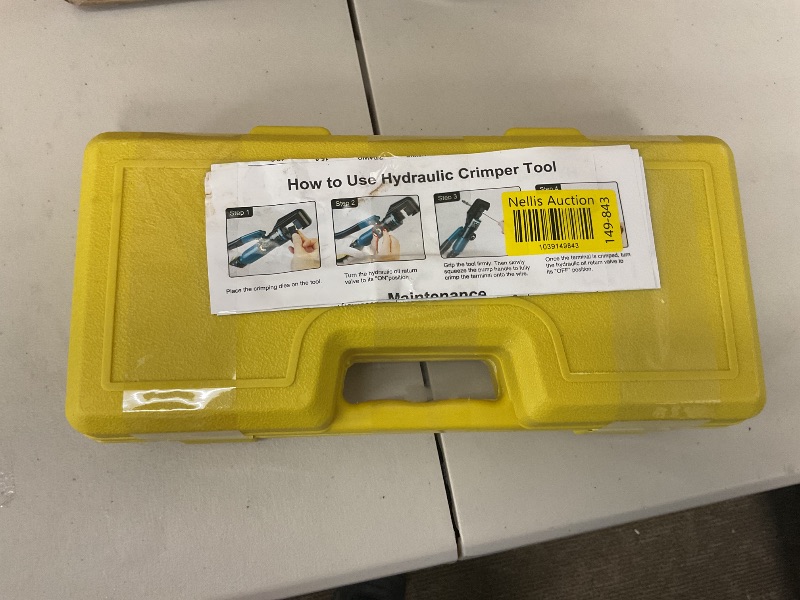 How to Use Hydraulic Crimper Tool
Step 1
Step 2
Step 3
Step 4
Nellis Auction
1039149843
149-843
Place the crimping dies on the tool
Turn the hydraulic oil return
valve to its "ON"position.
Grip the tool firmly. Then
squeeze the pump handle to fully
crimp the terminal onto the wire.
Once the terminal is crimped, turn
the hydraulic oil return valve to
its "OFF" position.
Maintenance